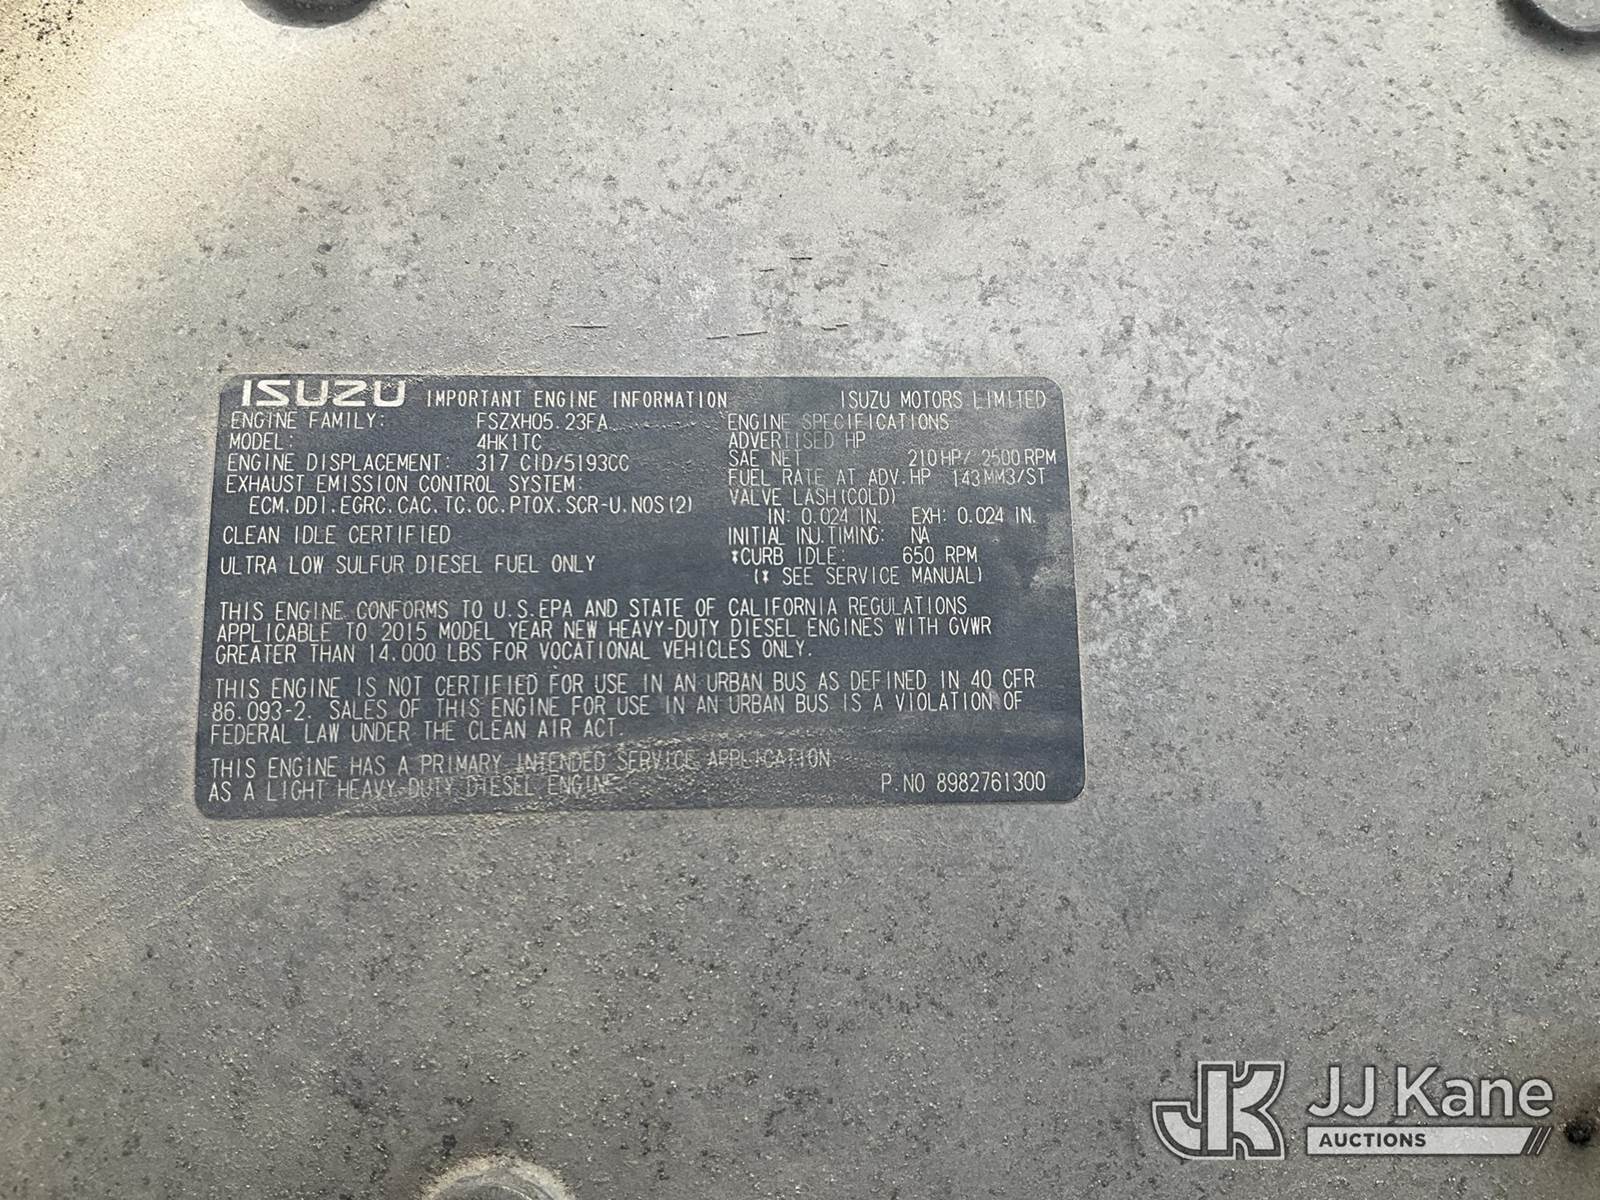 ISUZU IMPORTANT ENGINE INFORMATION ISUZU MOTORS LIMITED
ENGINE FAMILY: FSZXH05.23FA
MODEL: 4HK1TC
ENGINE DISPLACEMENT: 317 CID/5193CC
EXHAUST EMISSION CONTROL SYSTEM:
ECM,DDI,EGRC,CAC,TC,OC,PTOX,SCR-U,NOS(2)
CLEAN IDLE CERTIFIED
ULTRA LOW SULFUR DIESEL FUEL ONLY
ENGINE SPECIFICATIONS
ADVERTISED HP
SAE NET 210HP/ 2500RPM
FUEL RATE AT ADV.HP 143MM3/ST
VALVE LASH(COLD)
IN: 0.024 IN. EXH: 0.024 IN.
INITIAL INJ.TIMING: NA
*CURB IDLE: 650 RPM
(* SEE SERVICE MANUAL)
THIS ENGINE CONFORMS TO U.S.EPA AND STATE OF CALIFORNIA REGULATIONS
APPLICABLE TO 2015 MODEL YEAR NEW HEAVY-DUTY DIESEL ENGINES WITH GVWR
GREATER THAN 14,000 LBS FOR VOCATIONAL VEHICLES ONLY.
THIS ENGINE IS NOT CERTIFIED FOR USE IN AN URBAN BUS AS DEFINED IN 40 CFR
86.093-2. SALES OF THIS ENGINE FOR USE IN AN URBAN BUS IS A VIOLATION OF
FEDERAL LAW UNDER THE CLEAN AIR ACT.
THIS ENGINE HAS A PRIMARY INTENDED SERVICE APPLICATION
AS A LIGHT HEAVY-DUTY DIESEL ENGINE
P.NO 8982761300
JK JJ Kane
AUCTIONS